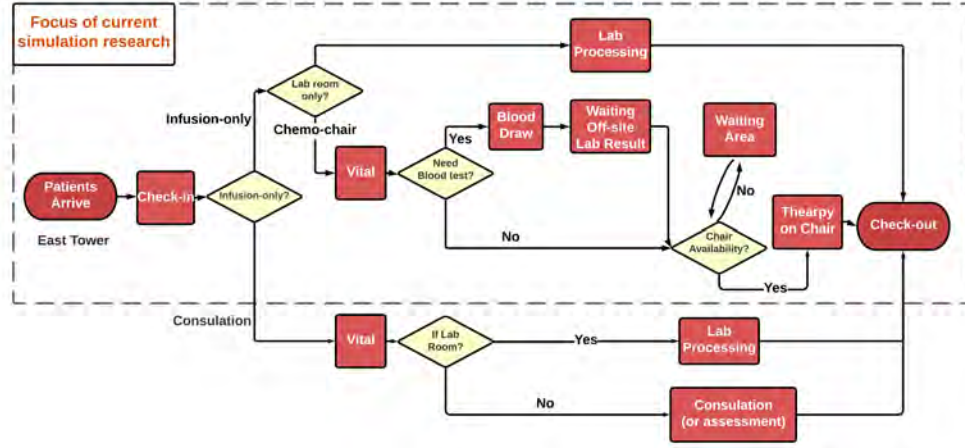 Focus of current
simulation research
Lab
Processing
Lab room
only?
Infusion-only
Chemo-chair
Blood
Draw
Waiting
Off-site
Lab Result
Waiting
Area
Yes
Vital
Need
Blood test?
No
Patients
Arrive
Check-in
Infusion-only?
East Tower
No
Chair
Availability?
Thearpy
on Chair
Check-out
Yes
Consulation
Vital
If Lab
Room?
Yes
Lab
Processing
No
Consulation
(or assessment)